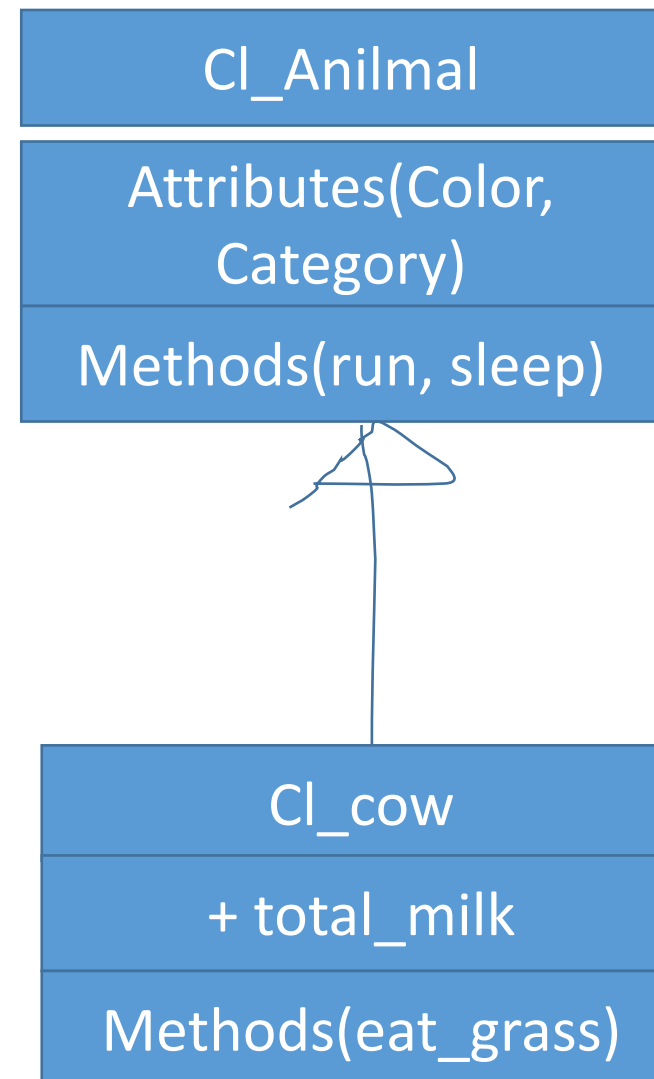 Cl_Anilmal
Attributes(Color,
Category)
Methods(run, sleep)
Cl_cow
+ total_milk
Methods(eat_grass)